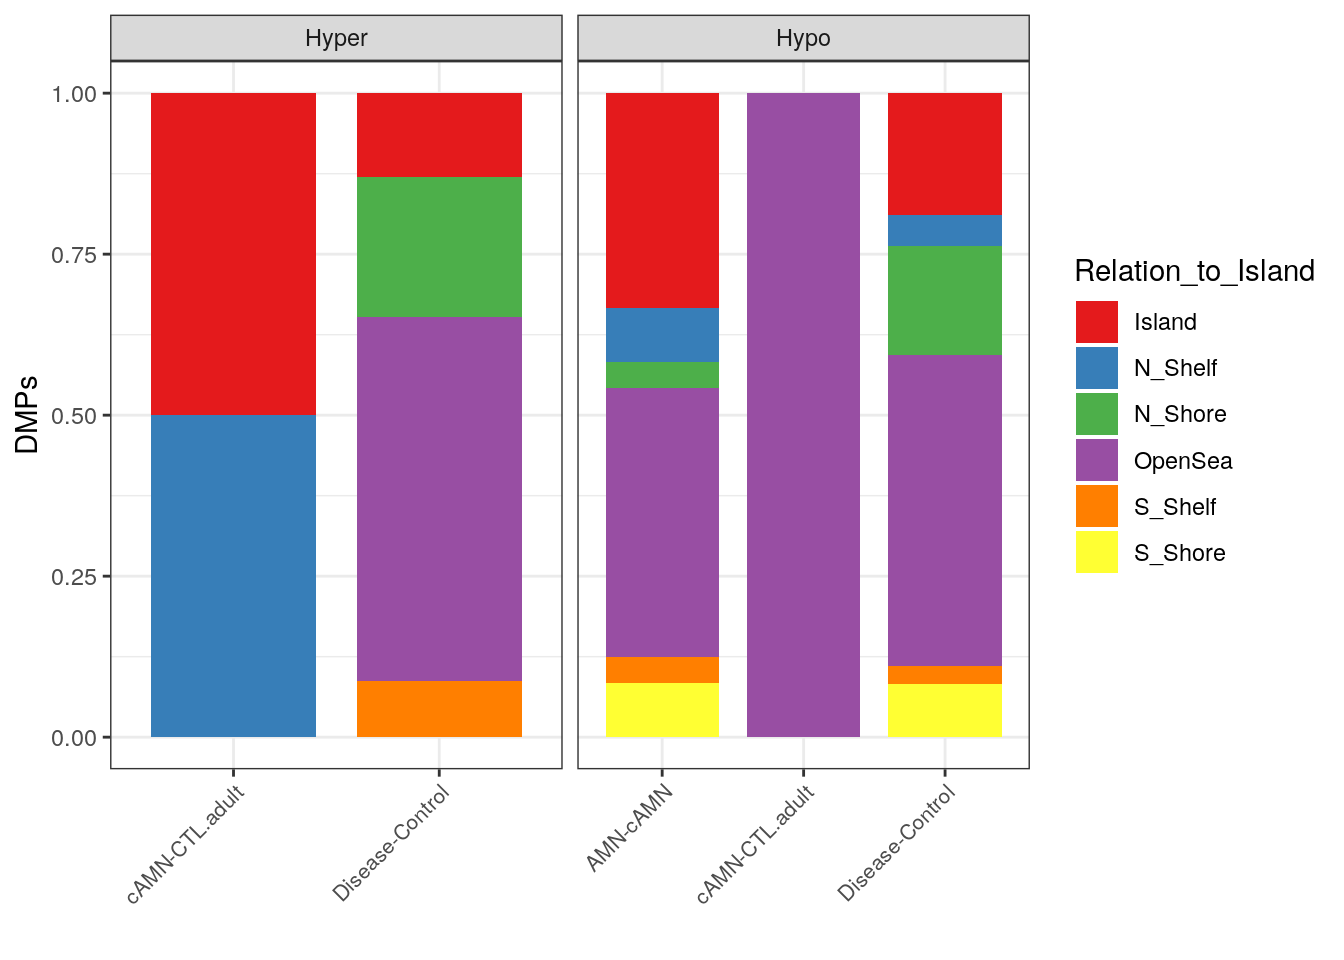 Hyper
Hypo
DMPs
1.00
0.75
0.50
0.25
0.00
cAMN-CTL.adult
Disease-Control
AMN-cAMN
cAMN-CTL.adult
Disease-Control
Relation_to_Island
Island
N_Shelf
N_Shore
OpenSea
S_Shelf
S_Shore